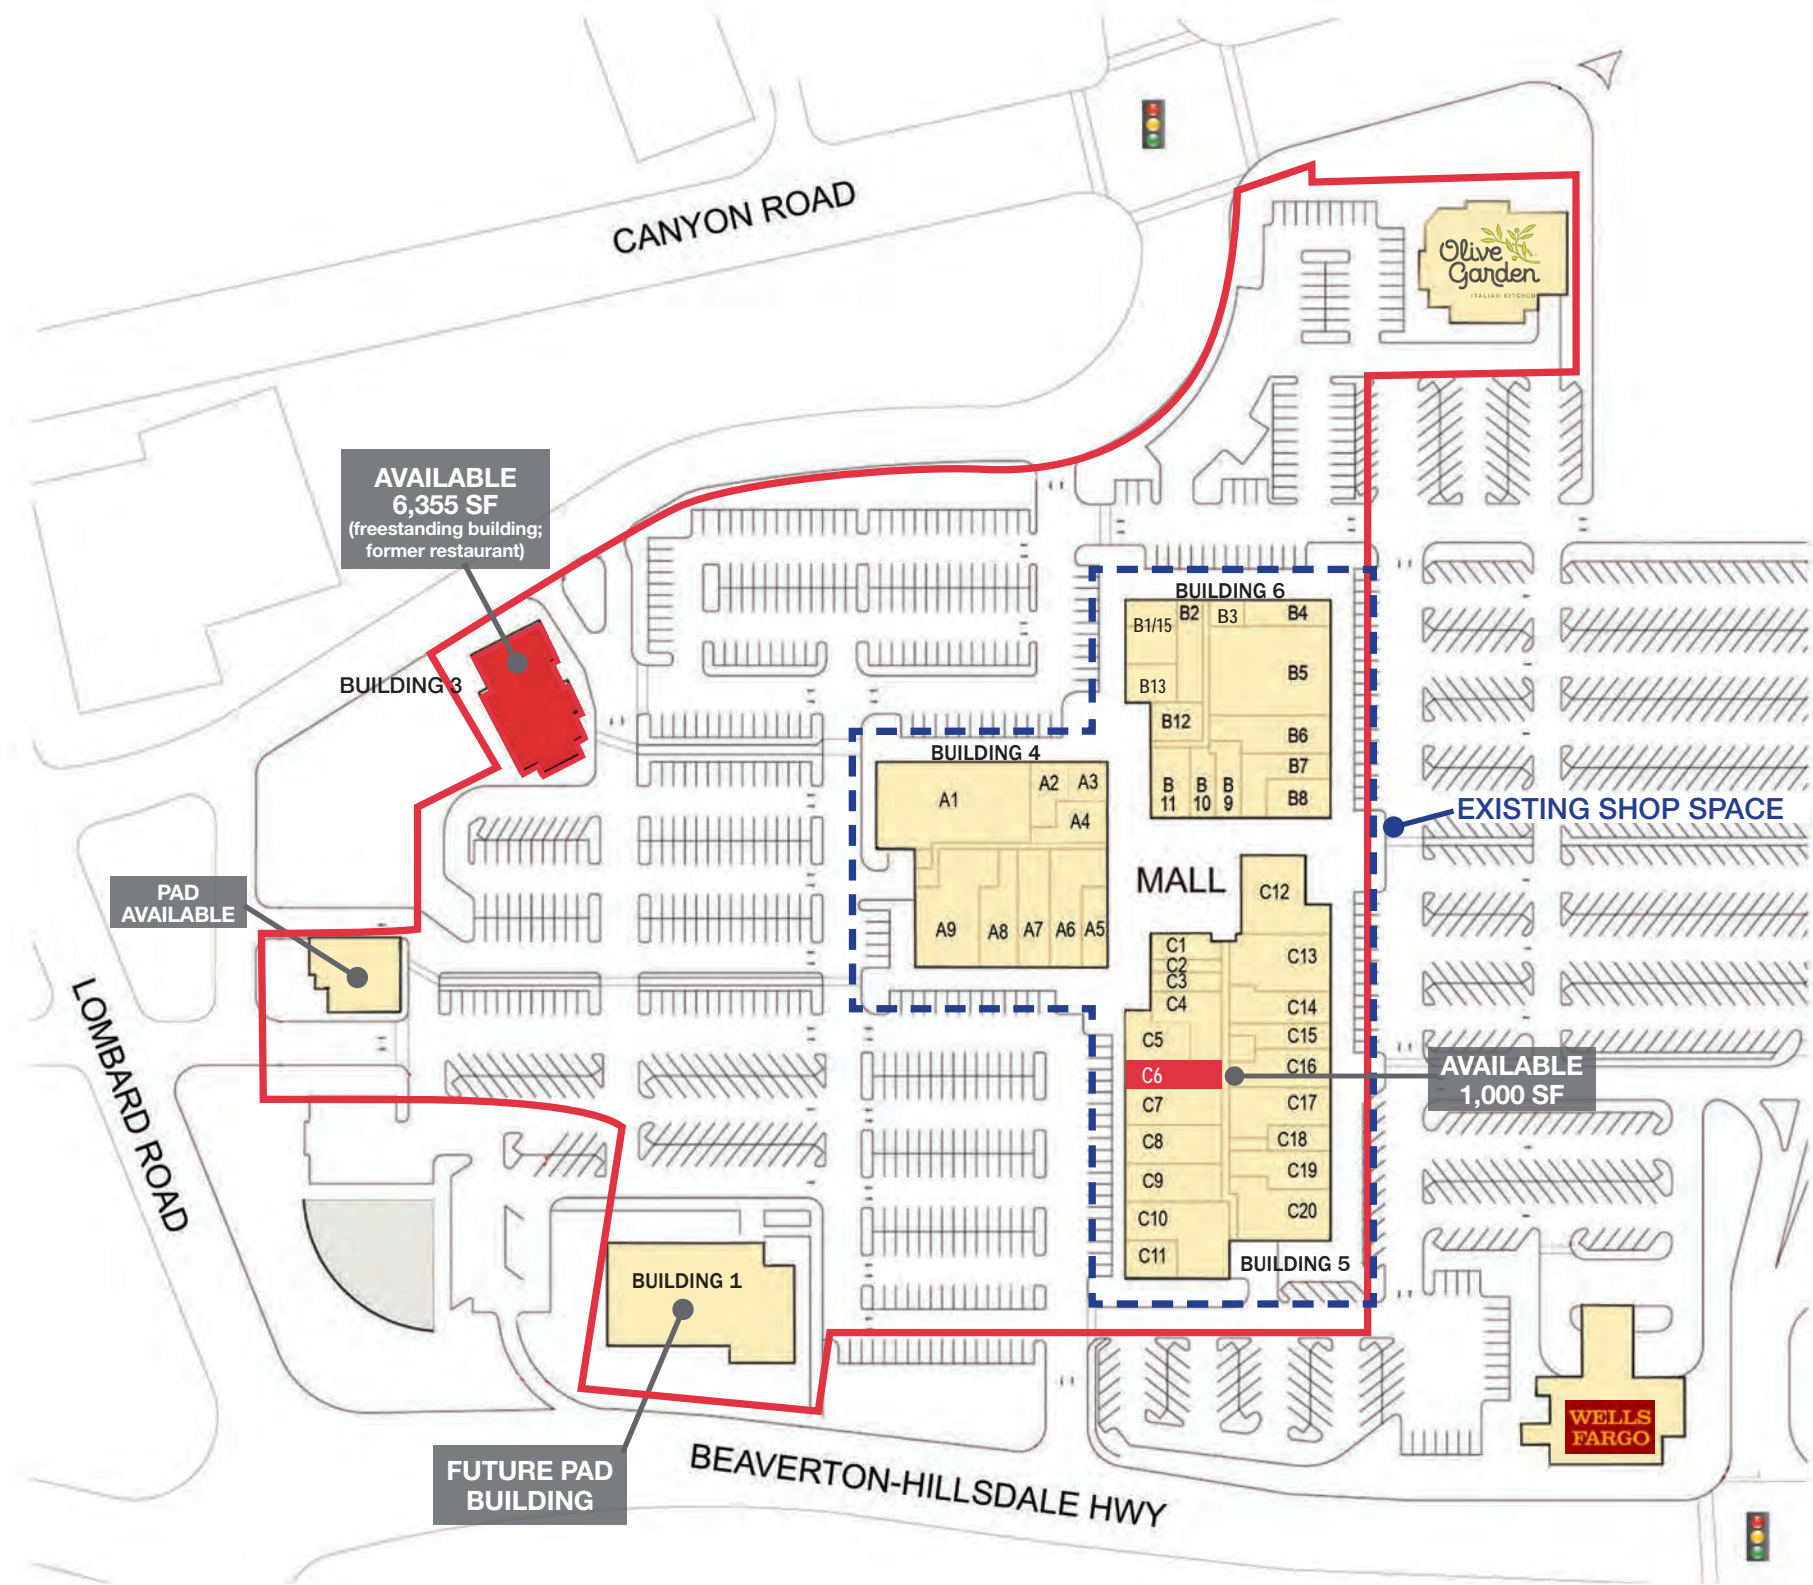 CANYON ROAD
Olive
Garden
ITALIAN KITCHEN
AVAILABLE
6,355 SF
(freestanding building;
former restaurant)
BUILDING 3
BUILDING 6
B1/15
B2
B3
B4
B5
B13
B12
B6
B7
B8
B
11
B
10
B
9
BUILDING 4
A1
A2
A3
A4
A9
A8
A7
A6
A5
EXISTING SHOP SPACE
MALL
PAD
AVAILABLE
C12
C1
C2
C3
C4
C5
C6
C7
C8
C9
C10
C11
C13
C14
C15
C16
C17
C18
C19
C20
AVAILABLE
1,000 SF
LOMBARD ROAD
BUILDING 5
BUILDING 1
FUTURE PAD
BUILDING
WELLS
FARGO
BEAVERTON-HILLSDALE HWY